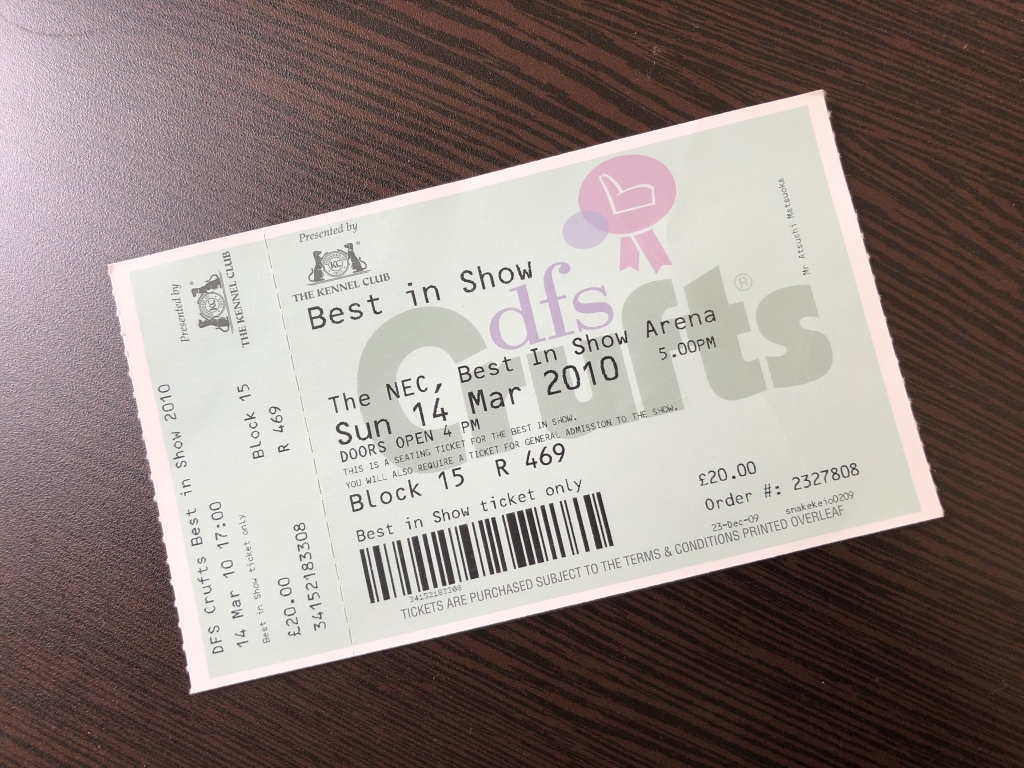 Presented by
THE KENNEL CLUB
DFS Crufts Best in Show 2010
14 Mar 10 17:00
Best in Show ticket only
Block 15
R 469
£20.00
34152183308
Presented by
KC
THE KENNEL CLUB
Best in Show
dfs
Crufts®
The NEC, Best In Show Arena
Sun 14 Mar 2010 5.00PM
DOORS OPEN 4 PM
THIS IS A SEATING TICKET FOR THE BEST IN SHOW.
YOU WILL ALSO REQUIRE A TICKET FOR GENERAL ADMISSION TO THE SHOW.
Block 15 R 469
Best in Show ticket only
34152183308
£20.00
Order #: 2327808
23-Dec-09 snakekeio0209
TICKETS ARE PURCHASED SUBJECT TO THE TERMS & CONDITIONS PRINTED OVERLEAF
Mr Atsushi Matsuoka